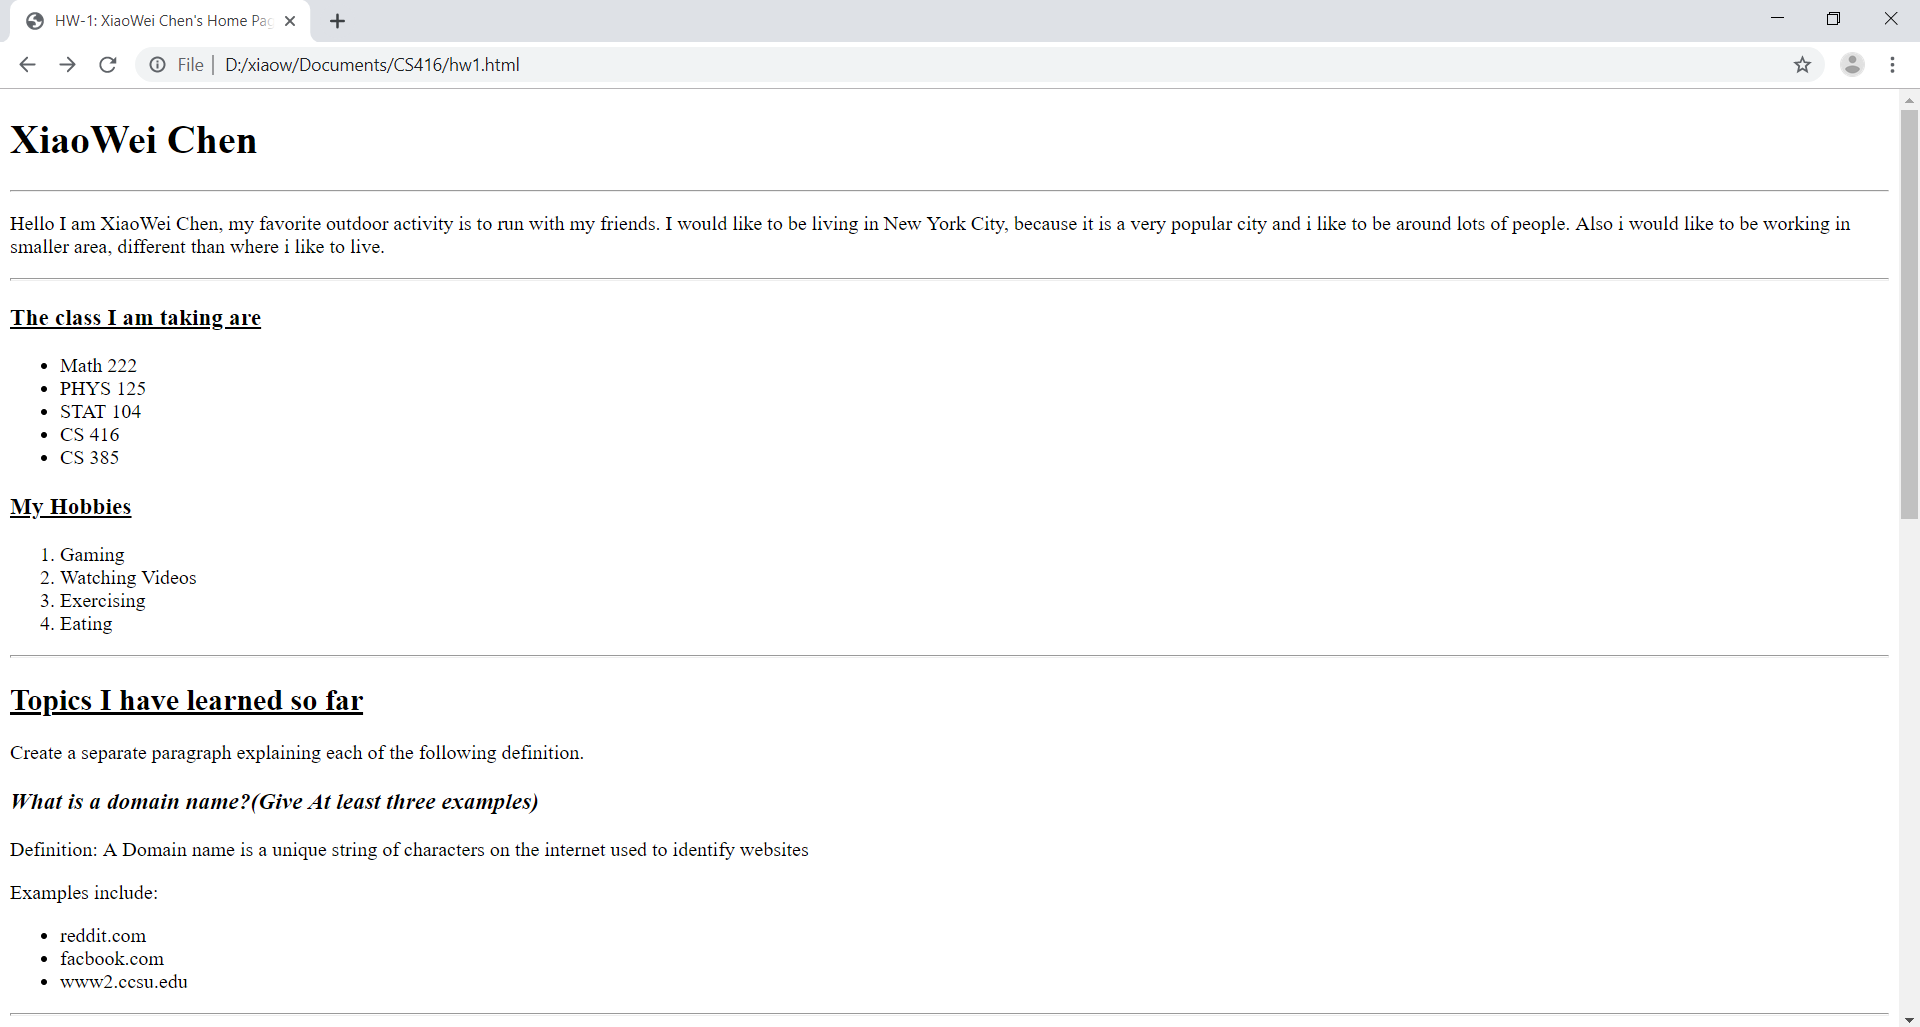 HW-1: XiaoWei Chen's Home Pag
File | D:/xiaow/Documents/CS416/hw1.html
XiaoWei Chen
Hello I am XiaoWei Chen, my favorite outdoor activity is to run with my friends. I would like to be living in New York City, because it is a very popular city and i like to be around lots of people. Also i would like to be working in
smaller area, different than where i like to live.
The class I am taking are
• Math 222
• PHYS 125
• STAT 104
• CS 416
• CS 385
My Hobbies
1. Gaming
2. Watching Videos
3. Exercising
4. Eating
Topics I have learned so far
Create a separate paragraph explaining each of the following definition.
What is a domain name?(Give At least three examples)
Definition: A Domain name is a unique string of characters on the internet used to identify websites
Examples include:
• reddit.com
• facbook.com
• www2.ccsu.edu